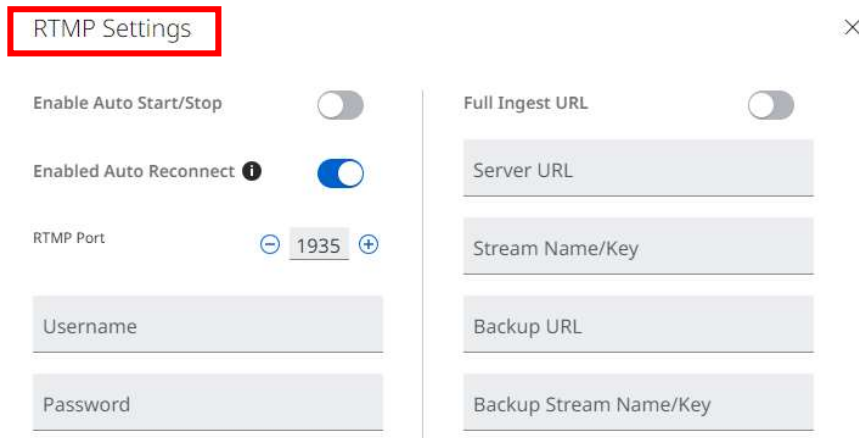 RTMP Settings
Enable Auto Start/Stop
Enabled Auto Reconnect
RTMP Port
1935
Username
Password
Full Ingest URL
Server URL
Stream Name/Key
Backup URL
Backup Stream Name/Key